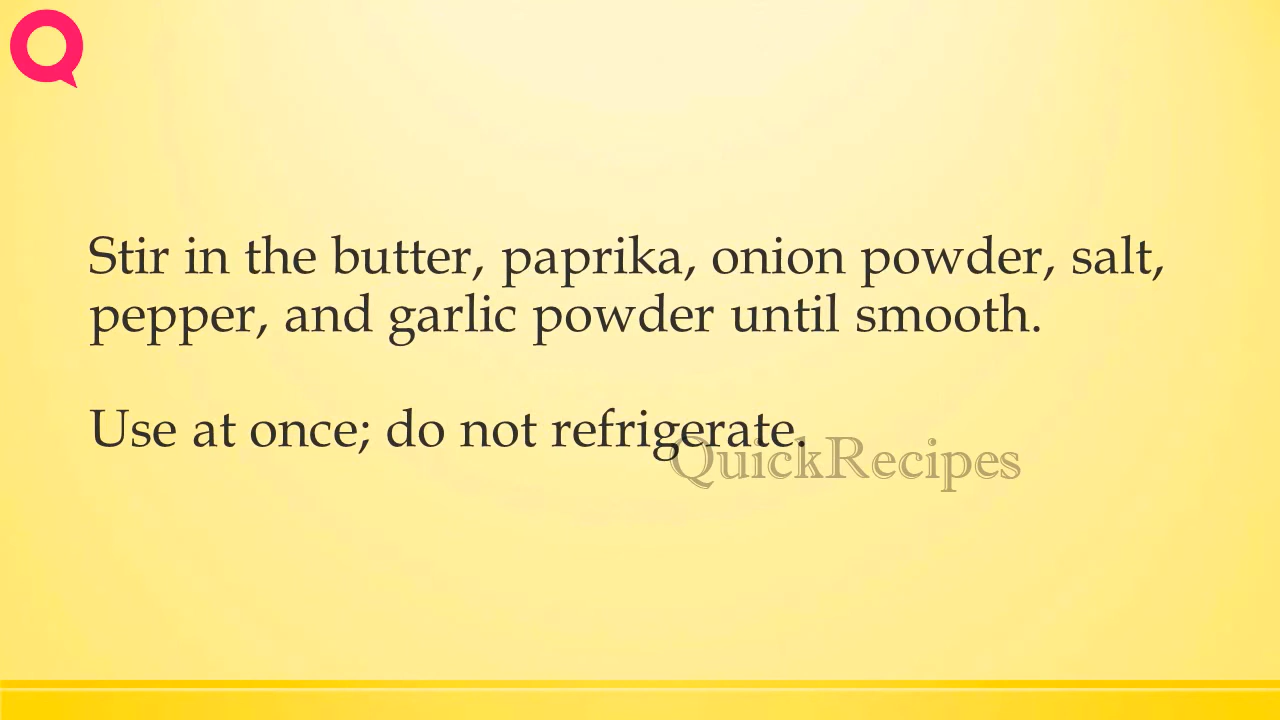 Stir in the butter, paprika, onion powder, salt,
pepper, and garlic powder until smooth.
Use at once; do not refrigerate.
QuickRecipes